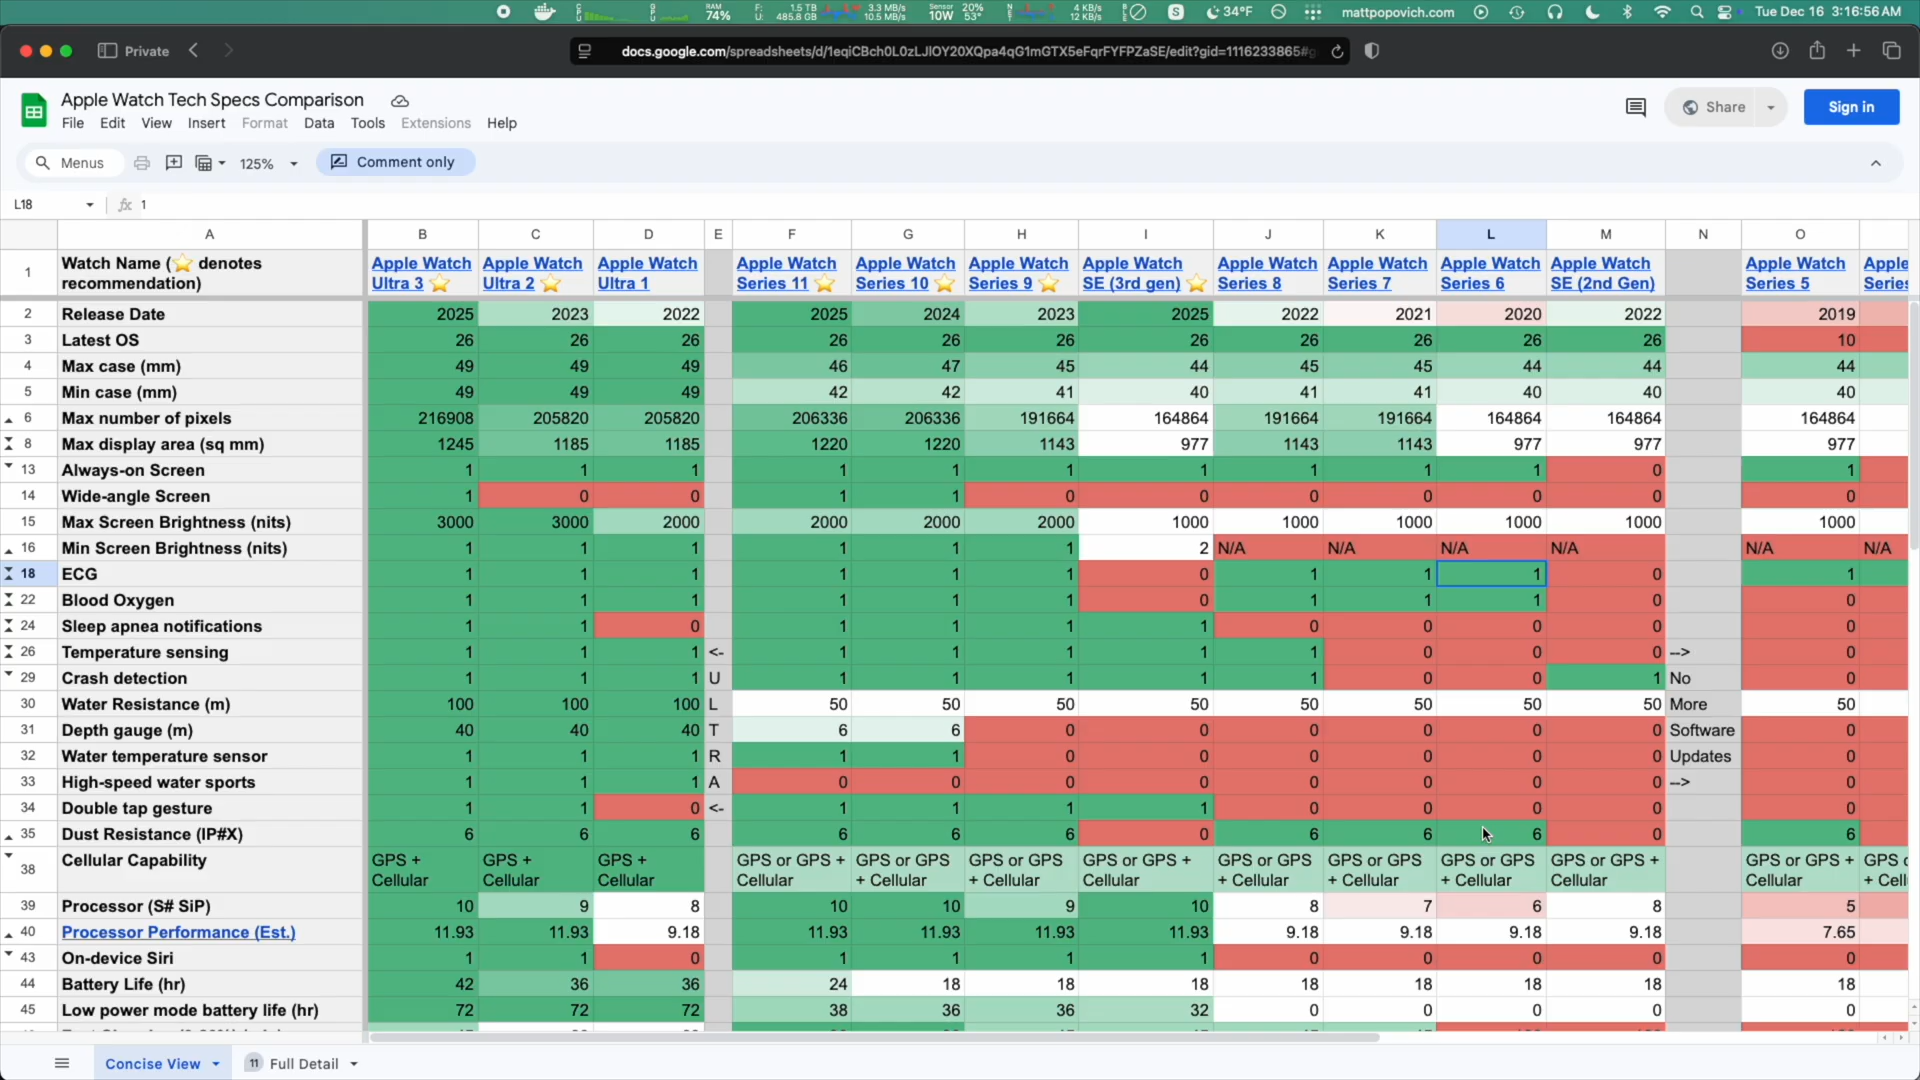 RAM 74% F: U: 1.5 TB 485.8 GB 3.3 MB/s 10.5 MB/s Sensor 10W 20% 53° 4 KB/s 12 KB/s 34°F mattpopovich.com Tue Dec 16 3:16:56 AM
Private docs.google.com/spreadsheets/d/1eqiCBch0L0zLJlOY20XQpa4qG1mGTX5eFqrFYFPZaSE/edit?gid=1116233865#g
Apple Watch Tech Specs Comparison
Share Sign in
File Edit View Insert Format Data Tools Extensions Help
Menus 125% Comment only
L18 fx 1
A B C D E F G H I J K L M N O
1 Watch Name (⭐ denotes recommendation) Apple Watch Ultra 3 ⭐ Apple Watch Ultra 2 ⭐ Apple Watch Ultra 1 Apple Watch Series 11 ⭐ Apple Watch Series 10 ⭐ Apple Watch Series 9 ⭐ Apple Watch SE (3rd gen) ⭐ Apple Watch Series 8 Apple Watch Series 7 Apple Watch Series 6 Apple Watch SE (2nd Gen) Apple Watch Series 5 Apple Series
2 Release Date 2025 2023 2022 2025 2024 2023 2025 2022 2021 2020 2022 2019
3 Latest OS 26 26 26 26 26 26 26 26 26 26 26 10
4 Max case (mm) 49 49 49 46 47 45 44 45 45 44 44 44
5 Min case (mm) 49 49 49 42 42 41 40 41 41 40 40 40
6 Max number of pixels 216908 205820 205820 206336 206336 191664 164864 191664 191664 164864 164864 164864
8 Max display area (sq mm) 1245 1185 1185 1220 1220 1143 977 1143 1143 977 977 977
13 Always-on Screen 1 1 1 1 1 1 1 1 1 1 0 1
14 Wide-angle Screen 1 0 0 1 1 0 0 0 0 0 0 0
15 Max Screen Brightness (nits) 3000 3000 2000 2000 2000 2000 1000 1000 1000 1000 1000 1000
16 Min Screen Brightness (nits) 1 1 1 1 1 1 2 N/A N/A N/A N/A N/A N/A
18 ECG 1 1 1 1 1 1 0 1 1 1 0 1
22 Blood Oxygen 1 1 1 1 1 1 0 1 1 1 0 0
24 Sleep apnea notifications 1 1 0 1 1 1 1 0 0 0 0 0
26 Temperature sensing 1 1 1 <- 1 1 1 1 1 0 0 0 --> 0
29 Crash detection 1 1 1 U 1 1 1 1 1 0 0 1 No 0
30 Water Resistance (m) 100 100 100 L 50 50 50 50 50 50 50 50 More 50
31 Depth gauge (m) 40 40 40 T 6 6 0 0 0 0 0 0 Software 0
32 Water temperature sensor 1 1 1 R 1 1 0 0 0 0 0 0 Updates 0
33 High-speed water sports 1 1 1 A 0 0 0 0 0 0 0 0 --> 0
34 Double tap gesture 1 1 0 <- 1 1 1 1 0 0 0 0 0
35 Dust Resistance (IP#X) 6 6 6 6 6 6 0 6 6 6 0 6
38 Cellular Capability GPS + Cellular GPS + Cellular GPS + Cellular GPS or GPS + Cellular GPS or GPS + Cellular GPS or GPS + Cellular GPS or GPS + Cellular GPS or GPS + Cellular GPS or GPS + Cellular GPS or GPS + Cellular GPS or GPS + Cellular GPS or GPS + Cellular GPS o + Cell
39 Processor (S# SiP) 10 9 8 10 10 9 10 8 7 6 8 5
40 Processor Performance (Est.) 11.93 11.93 9.18 11.93 11.93 11.93 11.93 9.18 9.18 9.18 9.18 7.65
43 On-device Siri 1 1 0 1 1 1 1 0 0 0 0 0
44 Battery Life (hr) 42 36 36 24 18 18 18 18 18 18 18 18
45 Low power mode battery life (hr) 72 72 72 38 36 36 32 0 0 0 0 0
Concise View 11 Full Detail